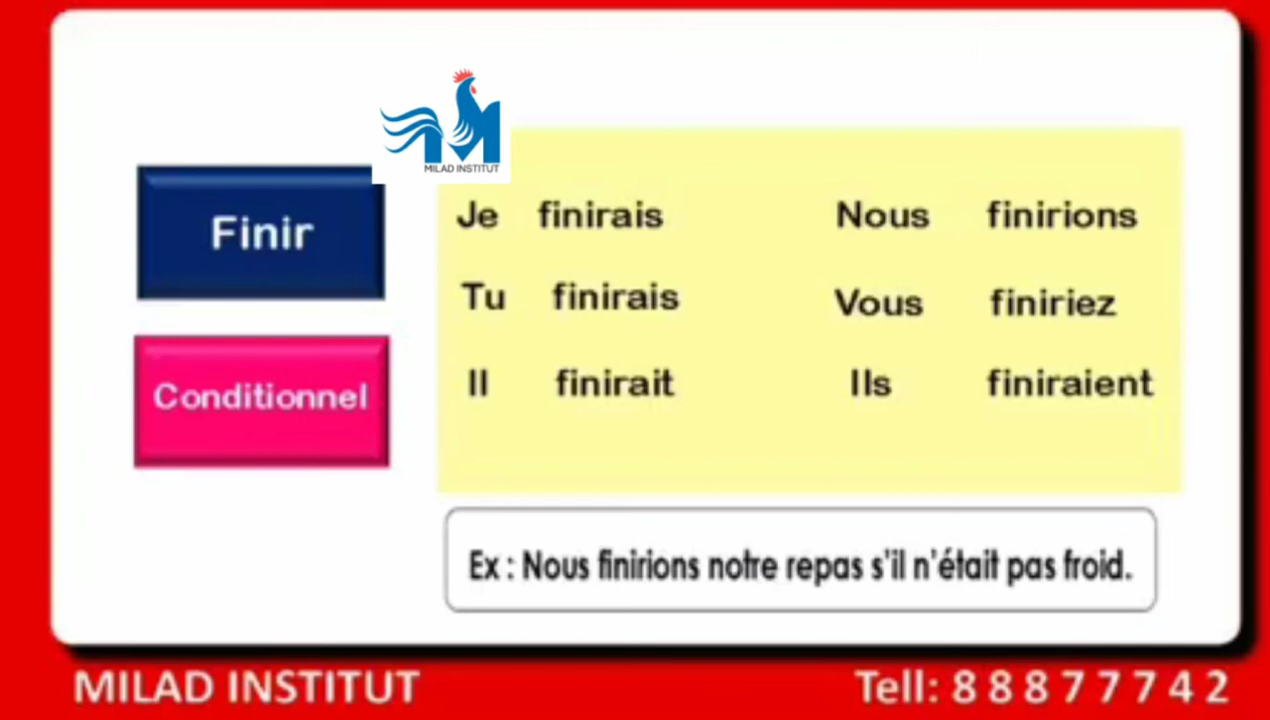 MILAD INSTITUT
Finir
Conditionnel
Je finirais
Tu finirais
Il finirait
Nous finirions
Vous finiriez
Ils finiraient
Ex : Nous finirions notre repas s'il n'était pas froid.
MILAD INSTITUT
Tell: 8 8 8 7 7 7 4 2